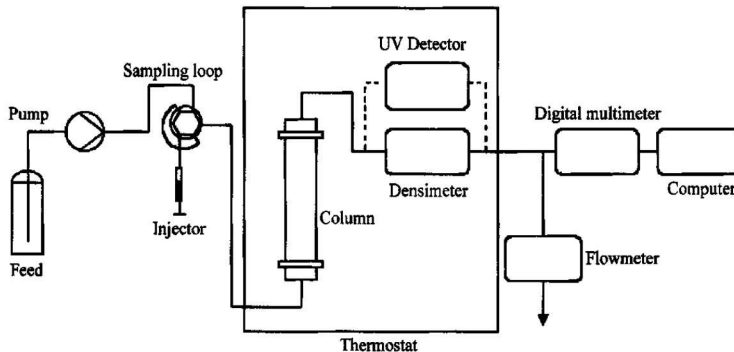 UV Detector
Sampling loop
Pump
Digital multimeter
Densimeter
Computer
Column
Injector
Flowmeter
Feed
Thermostat